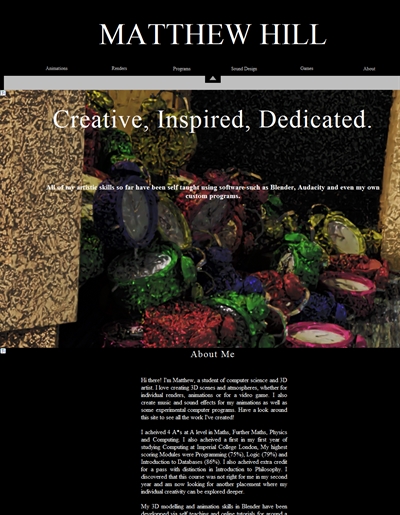 MATTHEW HILL
Animations Renders Programs Sound Design Games About
Creative, Inspired, Dedicated.
All of my artistic skills so far have been self taught using software such as Blender, Audacity and even my own
custom programs.
About Me
Hi there! I'm Matthew, a student of computer science and 3D
artist. I love creating 3D scenes and atmospheres, whether for
individual renders, animations or for a video game. I also
create music and sound effects for my animations as well as
some experimental computer programs. Have a look around
this site to see all the work I've created!
I acheived 4 A*s at A level in Maths, Further Maths, Physics
and Computing. I also acheived a first in my first year of
studying Computing at Imperial College London, My highest
scoring Modules were Programming (75%), Logic (79%) and
Introduction to Databases (86%). I also acheived extra credit
for a pass with distinction in Introduction to Philosophy. I
discovered that this course was not right for me in my second
year and am now looking for another placement where my
individual creativity can be explored deeper.
My 3D modelling and animation skills in Blender have been
developed via self teaching and online tutorials for around a